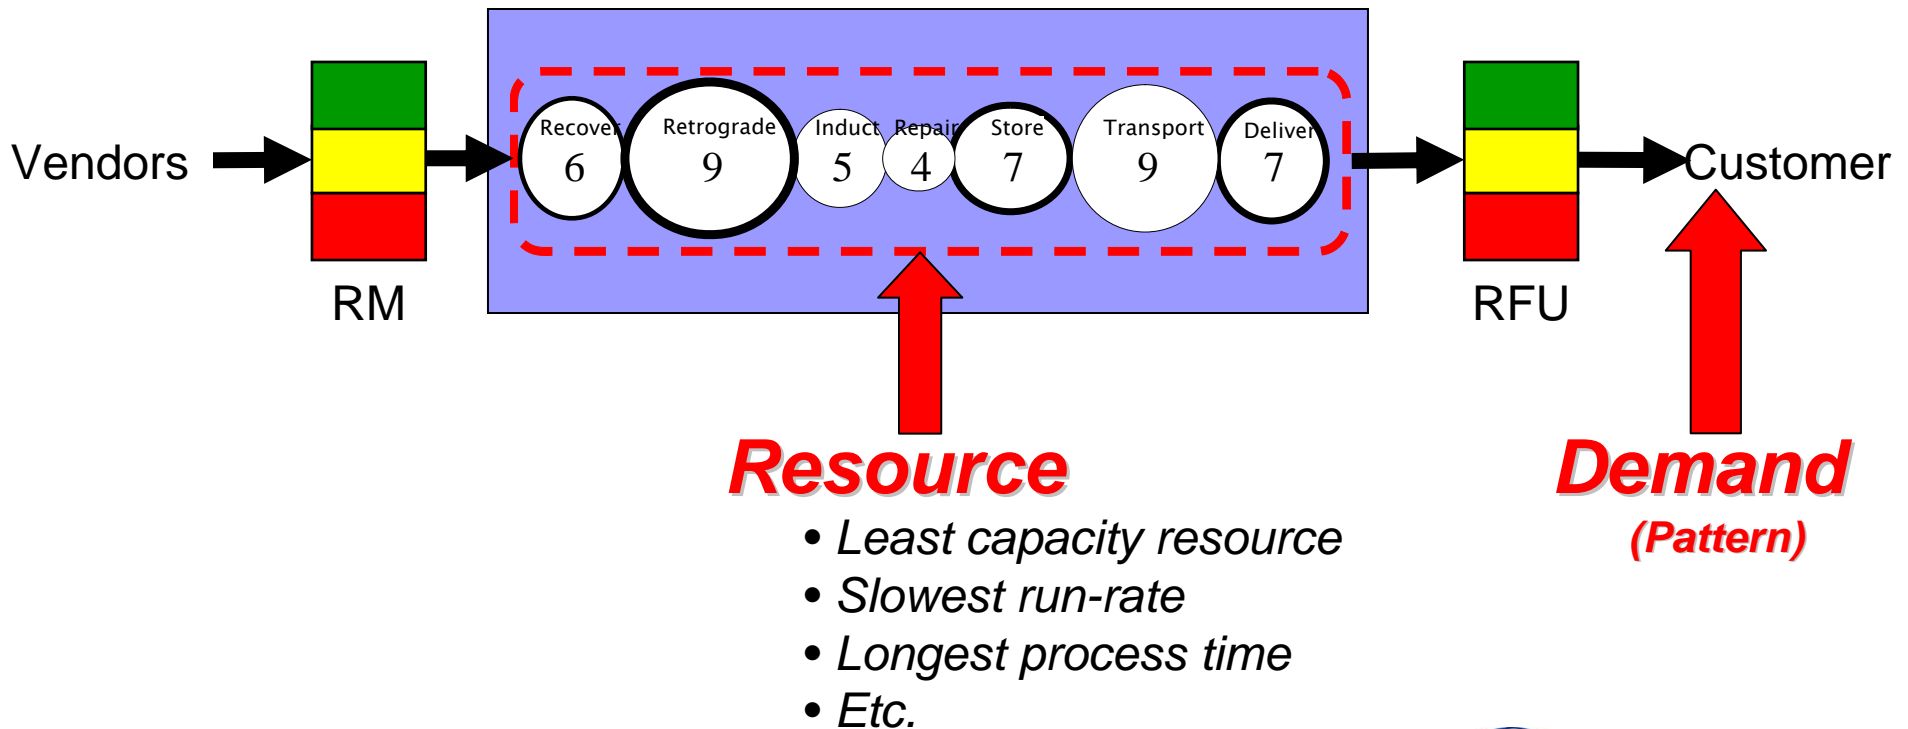 Recover
Retrograde
Induct
Repair
Store
Transport
Deliver
6
9
5
4
7
9
7
Vendors
Customer
RM
RFU
Resource
• Least capacity resource
• Slowest run-rate
• Longest process time
• Etc.
Demand
(Pattern)